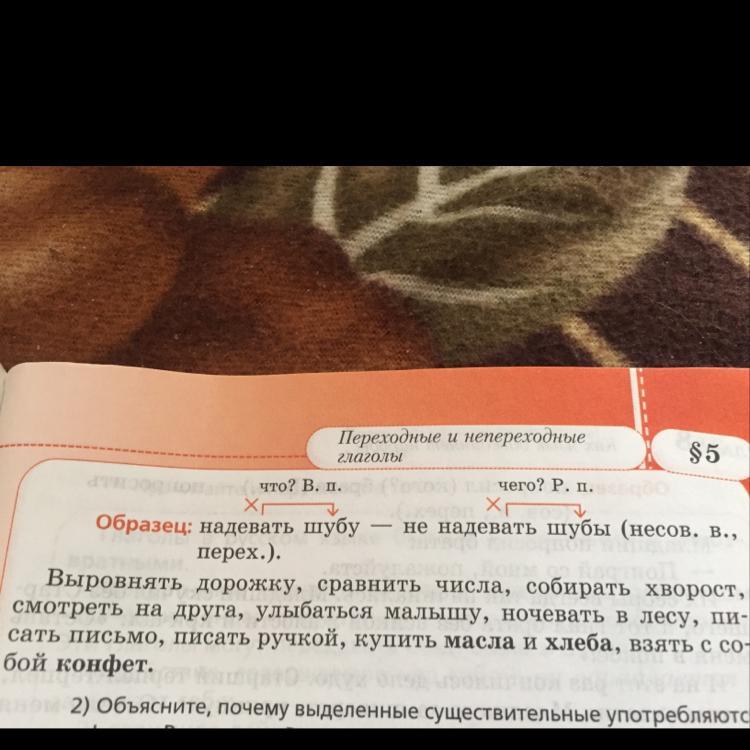 Переходные и непереходные
глаголы
§5
что? В. п. чего? Р. п.
Образец: надевать шубу — не надевать шубы (несов. в.,
перех.).
Выровнять дорожку, сравнить числа, собирать хворост,
смотреть на друга, улыбаться малышу, ночевать в лесу, пи-
сать письмо, писать ручкой, купить масла и хлеба, взять с со-
бой конфет.
2) Объясните, почему выделенные существительные употребляютс